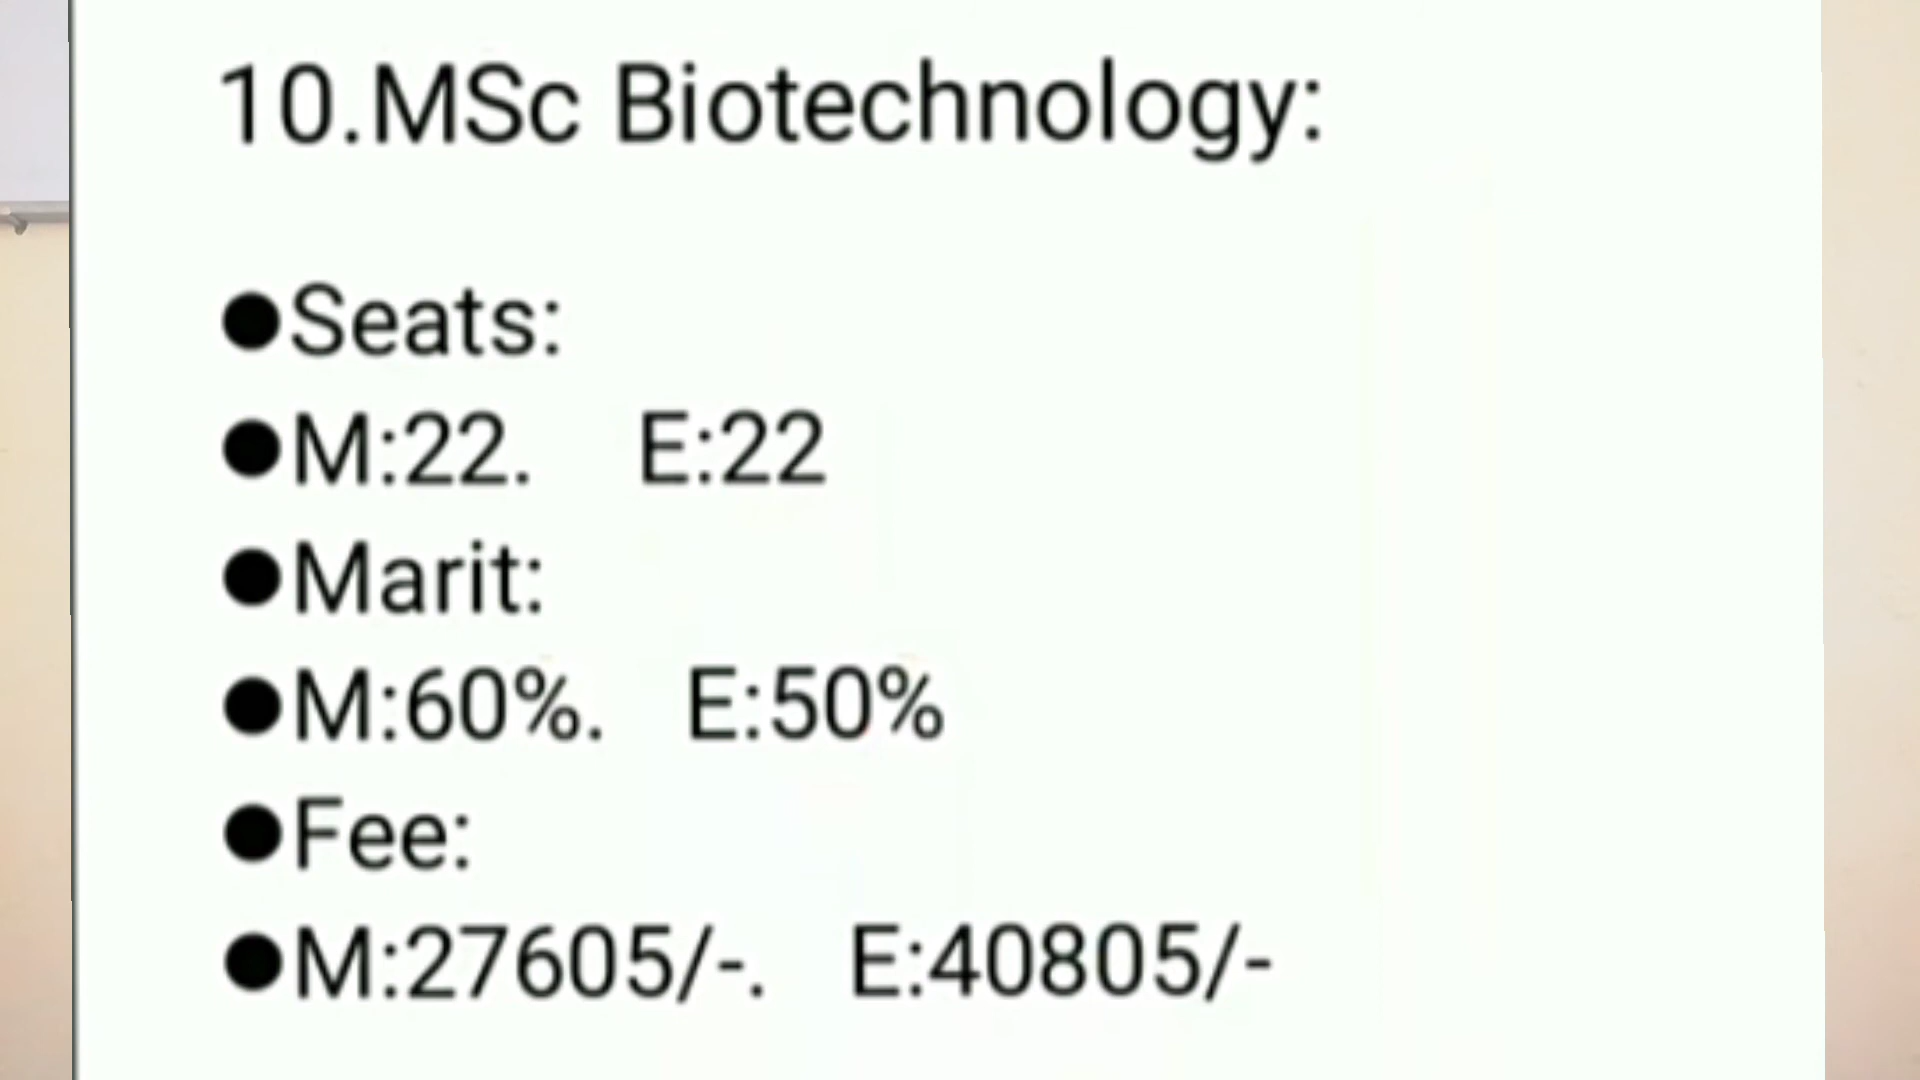 10.MSc Biotechnology:
●Seats:
●M:22. E:22
●Marit:
●M:60%. E:50%
●Fee:
●M:27605/-. E:40805/-